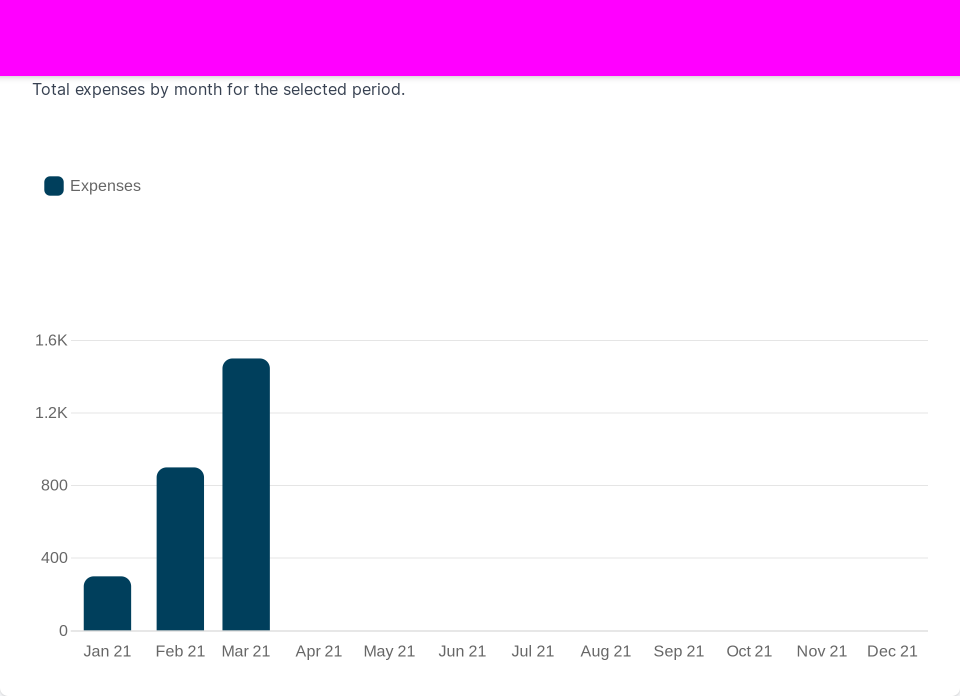 Total expenses by month for the selected period.
Expenses
1.6K
1.2K
800
400
0
Jan 21 Feb 21 Mar 21 Apr 21 May 21 Jun 21 Jul 21 Aug 21 Sep 21 Oct 21 Nov 21 Dec 21